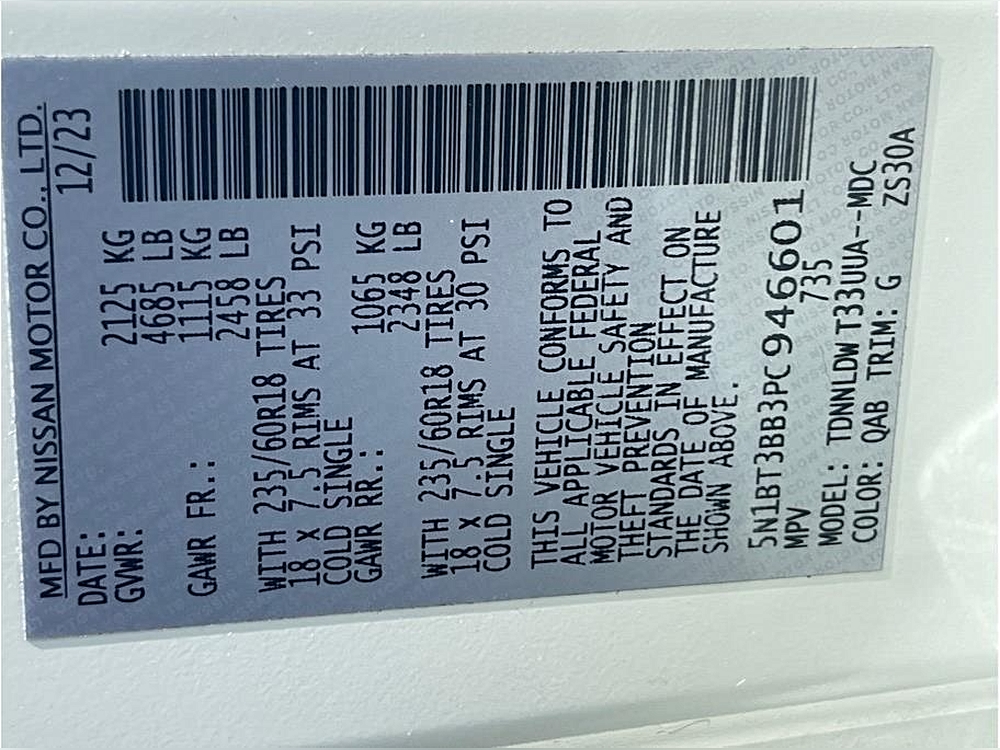 MFD BY NISSAN MOTOR CO., LTD.
DATE: 12/23
GVWR: 2125 KG
4685 LB
GAWR FR.: 1115 KG
2458 LB
WITH 235/60R18 TIRES
18 X 7.5 RIMS AT 33 PSI
COLD SINGLE
GAWR RR.: 1065 KG
2348 LB
WITH 235/60R18 TIRES
18 X 7.5 RIMS AT 30 PSI
COLD SINGLE
THIS VEHICLE CONFORMS TO
ALL APPLICABLE FEDERAL
MOTOR VEHICLE SAFETY AND
THEFT PREVENTION
STANDARDS IN EFFECT ON
THE DATE OF MANUFACTURE
SHOWN ABOVE.
5N1BT3BB3PC946601
MPV 735
MODEL: TDNNLDW T33UUA--MDC
COLOR: QAB TRIM: G ZS30A